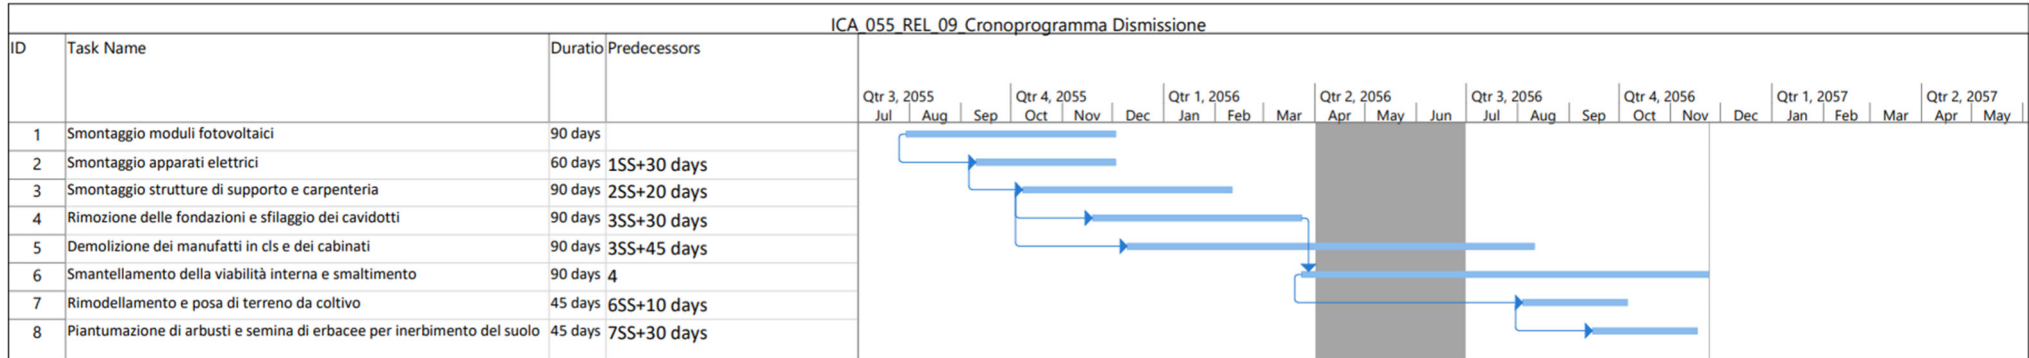 ICA_055_REL_09_Cronoprogramma Dismissione
ID Task Name Duratio Predecessors
Qtr 3, 2055 Qtr 4, 2055 Qtr 1, 2056 Qtr 2, 2056 Qtr 3, 2056 Qtr 4, 2056 Qtr 1, 2057 Qtr 2, 2057
Jul Aug Sep Oct Nov Dec Jan Feb Mar Apr May Jun Jul Aug Sep Oct Nov Dec Jan Feb Mar Apr May
1 Smontaggio moduli fotovoltaici 90 days
2 Smontaggio apparati elettrici 60 days 1SS+30 days
3 Smontaggio strutture di supporto e carpenteria 90 days 2SS+20 days
4 Rimozione delle fondazioni e sfilaggio dei cavidotti 90 days 3SS+30 days
5 Demolizione dei manufatti in cls e dei cabinati 90 days 3SS+45 days
6 Smantellamento della viabilità interna e smaltimento 90 days 4
7 Rimodellamento e posa di terreno da coltivo 45 days 6SS+10 days
8 Piantumazione di arbusti e semina di erbacee per inerbimento del suolo 45 days 7SS+30 days